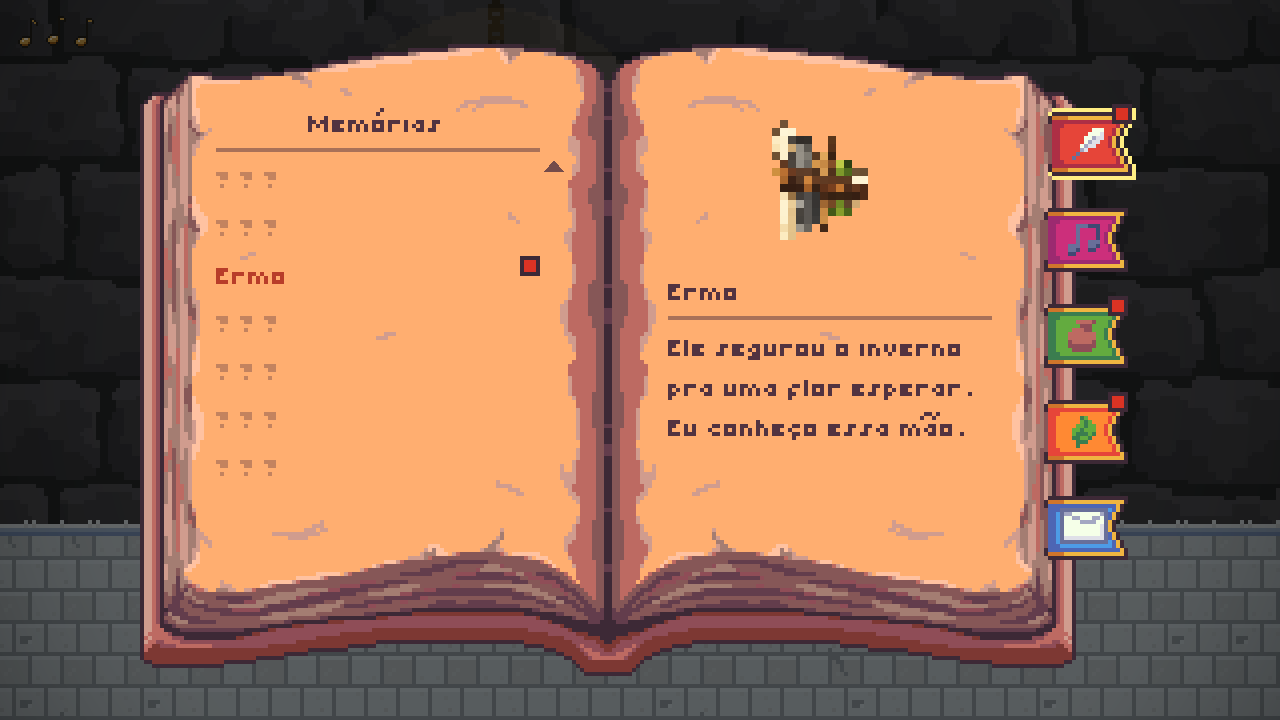 Memórias
???
???
Ermo
???
???
???
???
Ermo
Ele segurou o inverno
pra uma flor esperar.
Eu conheço essa mão.